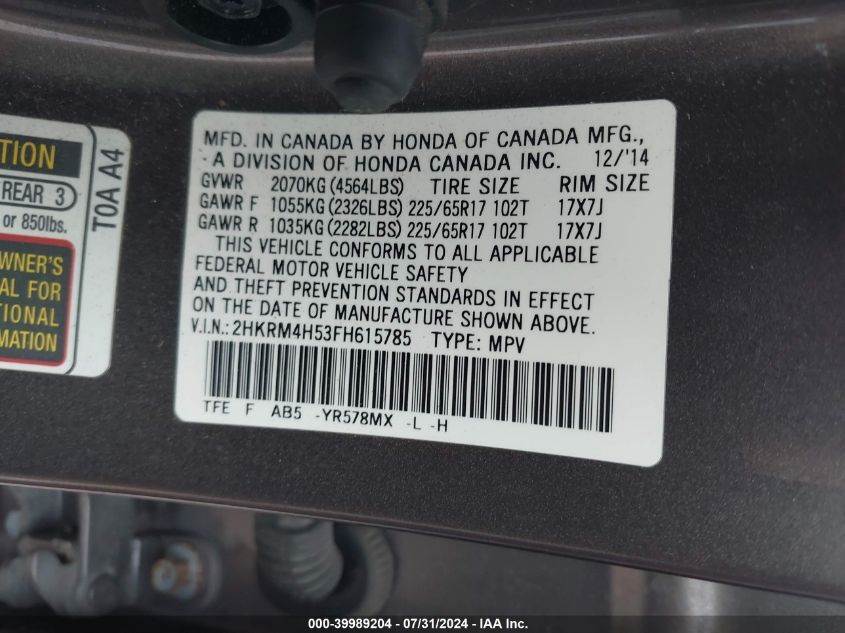 TION
REAR 3
or 850lbs.
WNER'S
AL FOR
TIONAL
MATION
T0A A4
MFD. IN CANADA BY HONDA OF CANADA MFG.,
A DIVISION OF HONDA CANADA INC. 12/'14
GVWR 2070KG(4564LBS) TIRE SIZE RIM SIZE
GAWR F 1055KG(2326LBS) 225/65R17 102T 17X7J
GAWR R 1035KG(2282LBS) 225/65R17 102T 17X7J
THIS VEHICLE CONFORMS TO ALL APPLICABLE
FEDERAL MOTOR VEHICLE SAFETY
AND THEFT PREVENTION STANDARDS IN EFFECT
ON THE DATE OF MANUFACTURE SHOWN ABOVE.
V.I.N.: 2HKRM4H53FH615785 TYPE: MPV
TFE F AB5 -YR578MX -L -H
000-39989204 - 07/31/2024 - IAA Inc.